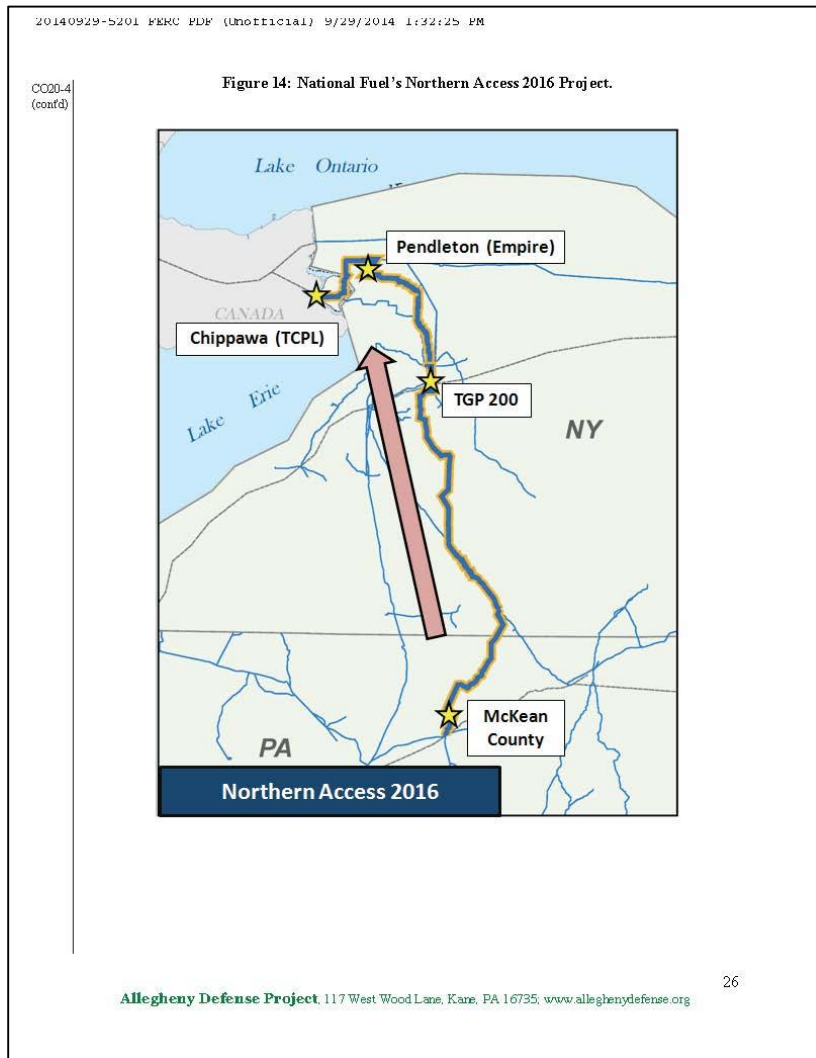 20140929-5201 FERC PDF (Unofficial) 9/29/2014 1:32:25 PM
CO20-4
(cont'd)
Figure 14: National Fuel's Northern Access 2016 Project.
Lake Ontario
Pendleton (Empire)
CANADA
Chippawa (TCPL)
Lake Erie
TGP 200
NY
McKean
County
PA
Northern Access 2016
26
Allegheny Defense Project, 117 West Wood Lane, Kane, PA 16735; www.alleghenydefense.org